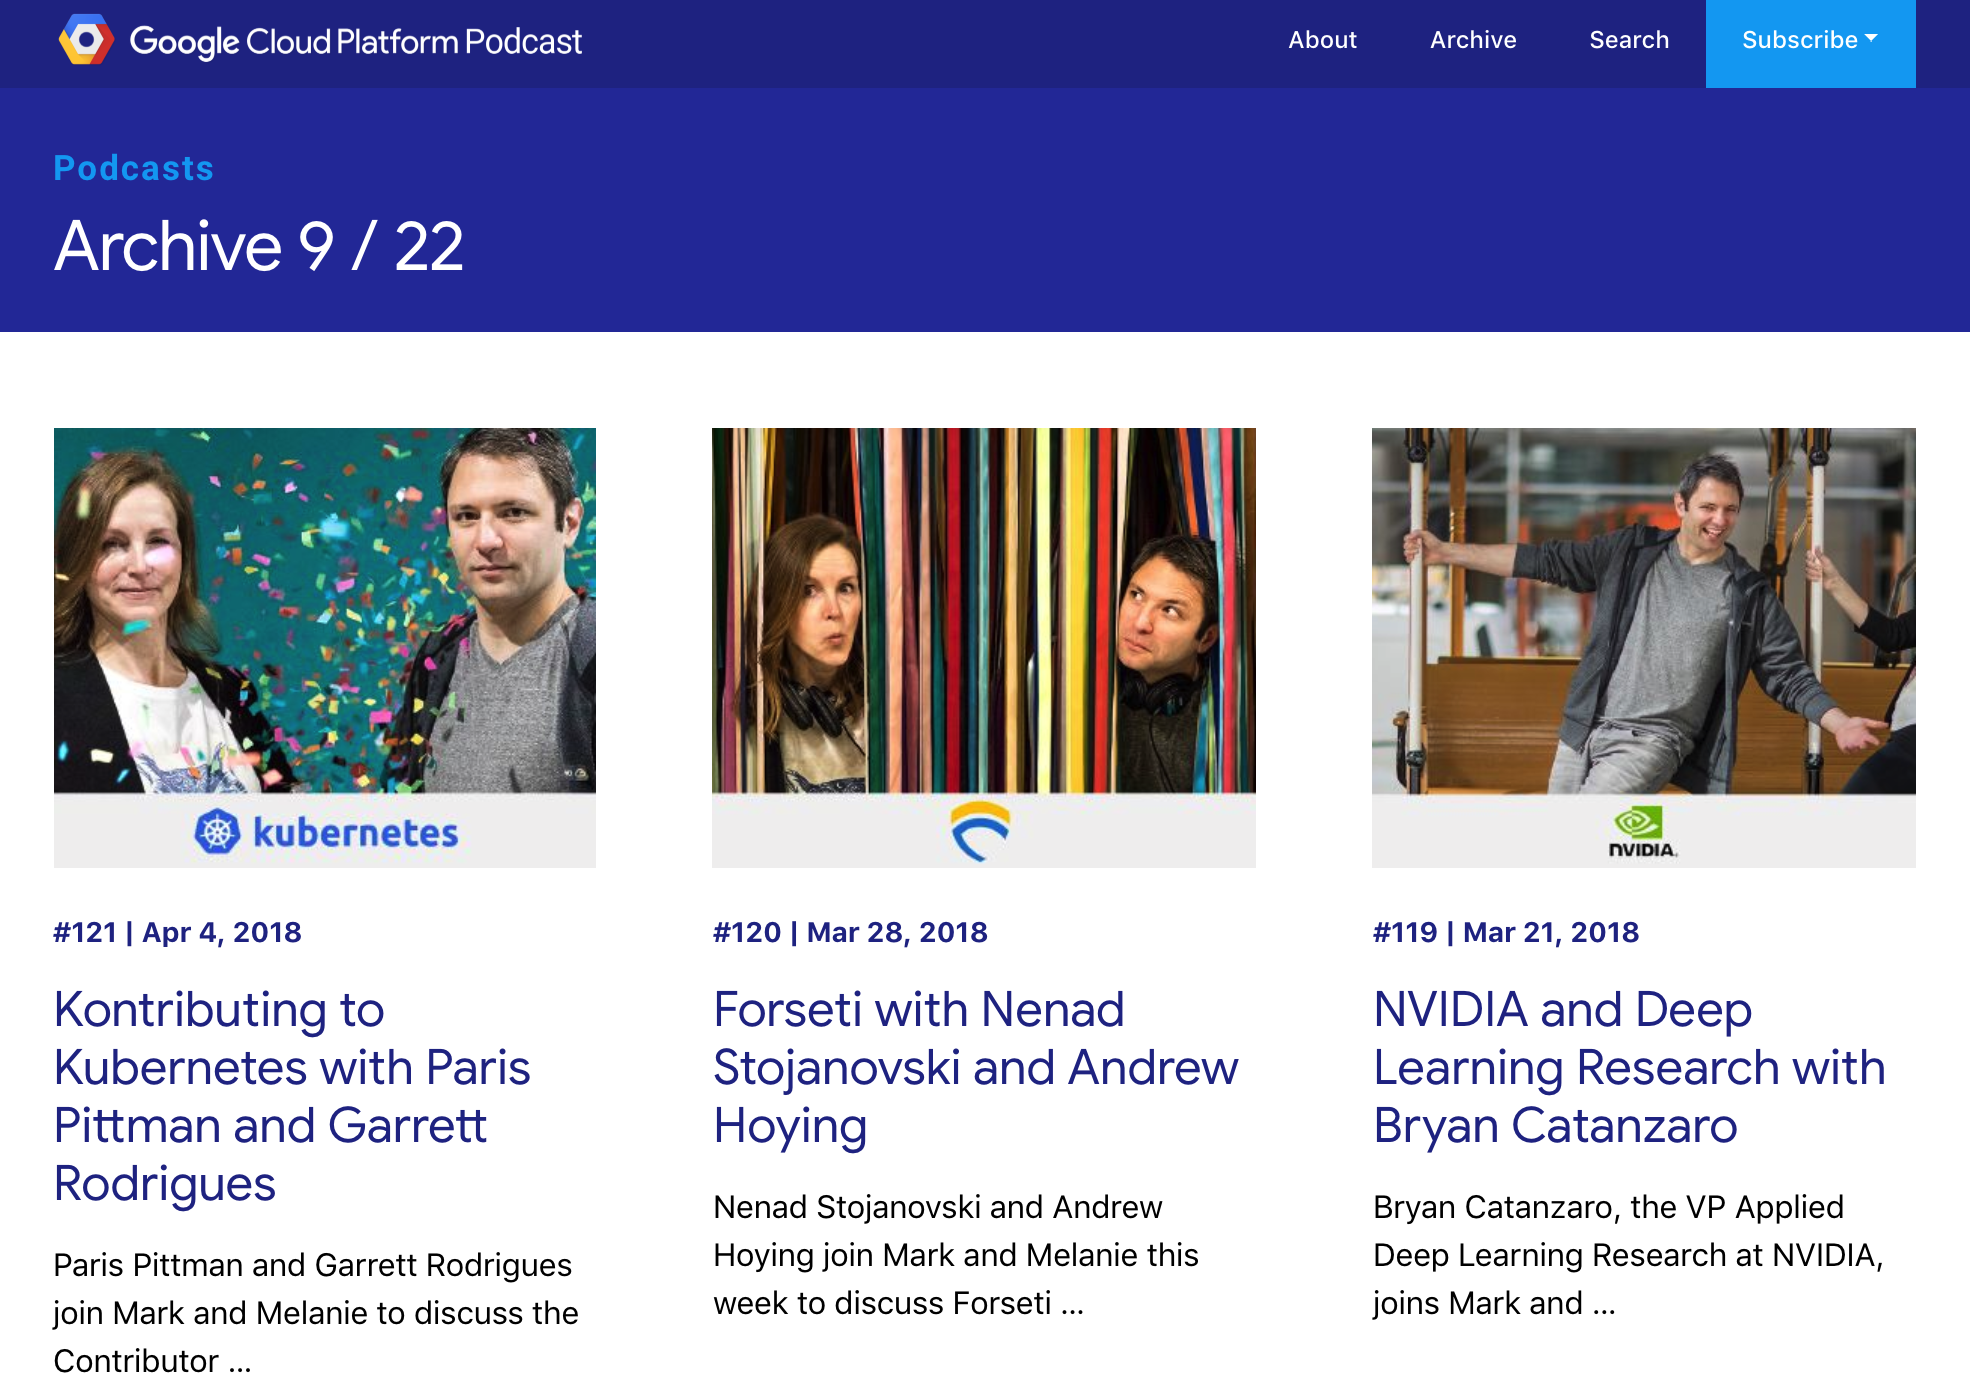 Google Cloud Platform Podcast
About
Archive
Search
Subscribe
Podcasts
Archive 9 / 22
kubernetes
NVIDIA.
#121 | Apr 4, 2018
Kontributing to
Kubernetes with Paris
Pittman and Garrett
Rodrigues
Paris Pittman and Garrett Rodrigues
join Mark and Melanie to discuss the
Contributor ...
#120 | Mar 28, 2018
Forseti with Nenad
Stojanovski and Andrew
Hoying
Nenad Stojanovski and Andrew
Hoying join Mark and Melanie this
week to discuss Forseti ...
#119 | Mar 21, 2018
NVIDIA and Deep
Learning Research with
Bryan Catanzaro
Bryan Catanzaro, the VP Applied
Deep Learning Research at NVIDIA,
joins Mark and ...